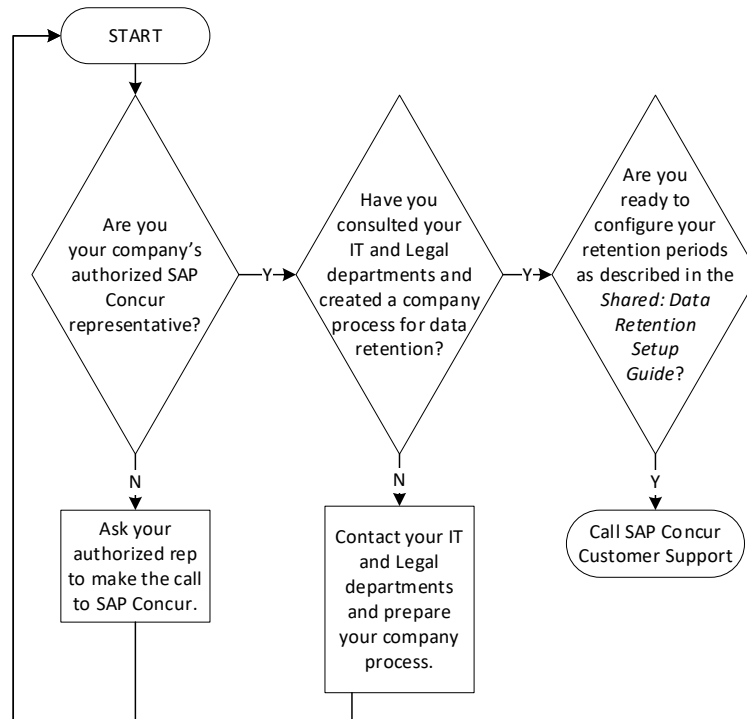 START
Are you
your company’s
authorized SAP
Concur
representative?
Y
Have you
consulted your
IT and Legal
departments and
created a company
process for data
retention?
Y
Are you
ready to
configure your
retention periods
as described in the
Shared: Data
Retention
Setup
Guide?
N
N
Y
Ask your
authorized rep
to make the call
to SAP Concur.
Contact your IT
and Legal
departments
and prepare
your company
process.
Call SAP Concur
Customer Support